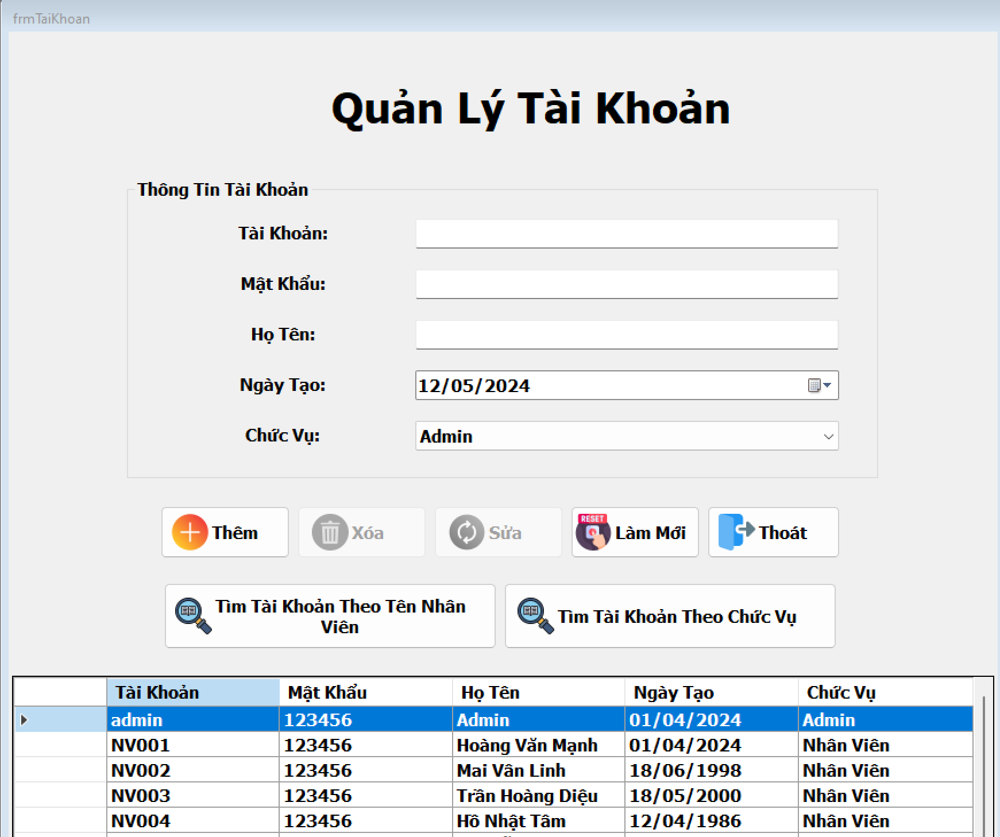 frmTaiKhoan
Quản Lý Tài Khoản
Thông Tin Tài Khoản
Tài Khoản:
Mật Khẩu:
Họ Tên:
Ngày Tạo: 12/05/2024
Chức Vụ: Admin
Thêm Xóa Sửa RESET Làm Mới Thoát
Tìm Tài Khoản Theo Tên Nhân
Viên
Tìm Tài Khoản Theo Chức Vụ
Tài Khoản Mật Khẩu Họ Tên Ngày Tạo Chức Vụ
admin 123456 Admin 01/04/2024 Admin
NV001 123456 Hoàng Văn Mạnh 01/04/2024 Nhân Viên
NV002 123456 Mai Vân Linh 18/06/1998 Nhân Viên
NV003 123456 Trần Hoàng Diệu 18/05/2000 Nhân Viên
NV004 123456 Hồ Nhật Tâm 12/04/1986 Nhân Viên